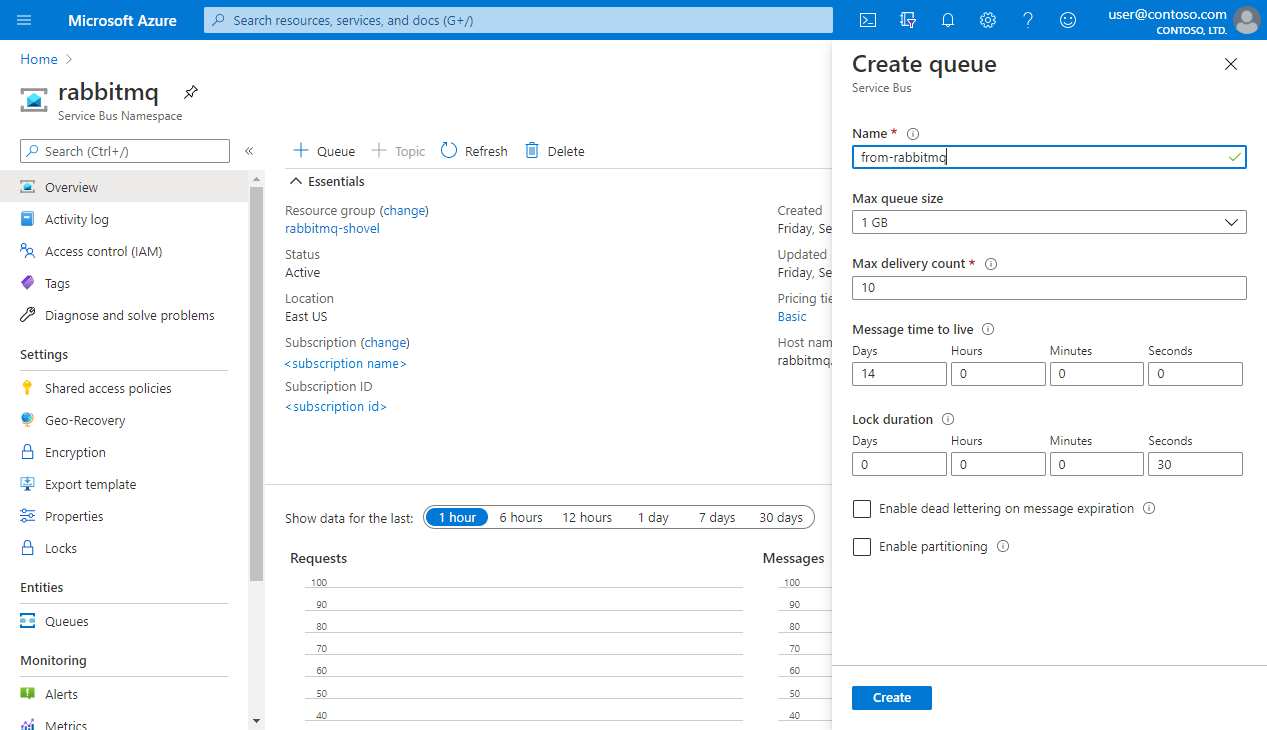 Microsoft Azure
Search resources, services, and docs (G+/)
user@contoso.com
CONTOSO, LTD.
Home
rabbitmq
Service Bus Namespace
Search (Ctrl+/)
«
Overview
Activity log
Access control (IAM)
Tags
Diagnose and solve problems
Settings
Shared access policies
Geo-Recovery
Encryption
Export template
Properties
Locks
Entities
Queues
Monitoring
Alerts
Metrics
Queue Topic Refresh Delete
Essentials
Resource group (change)
rabbitmq-shovel
Status
Active
Location
East US
Subscription (change)
<subscription name>
Subscription ID
<subscription id>
Created
Friday, Se
Updated
Friday, Se
Pricing tie
Basic
Host nam
rabbitmq.
Show data for the last: 1 hour 6 hours 12 hours 1 day 7 days 30 days
Requests
100
90
80
70
60
50
40
Messages
100
90
80
70
60
50
40
Create queue
Service Bus
Name *
from-rabbitmq
Max queue size
1 GB
Max delivery count *
10
Message time to live
Days Hours Minutes Seconds
14 0 0 0
Lock duration
Days Hours Minutes Seconds
0 0 0 30
Enable dead lettering on message expiration
Enable partitioning
Create